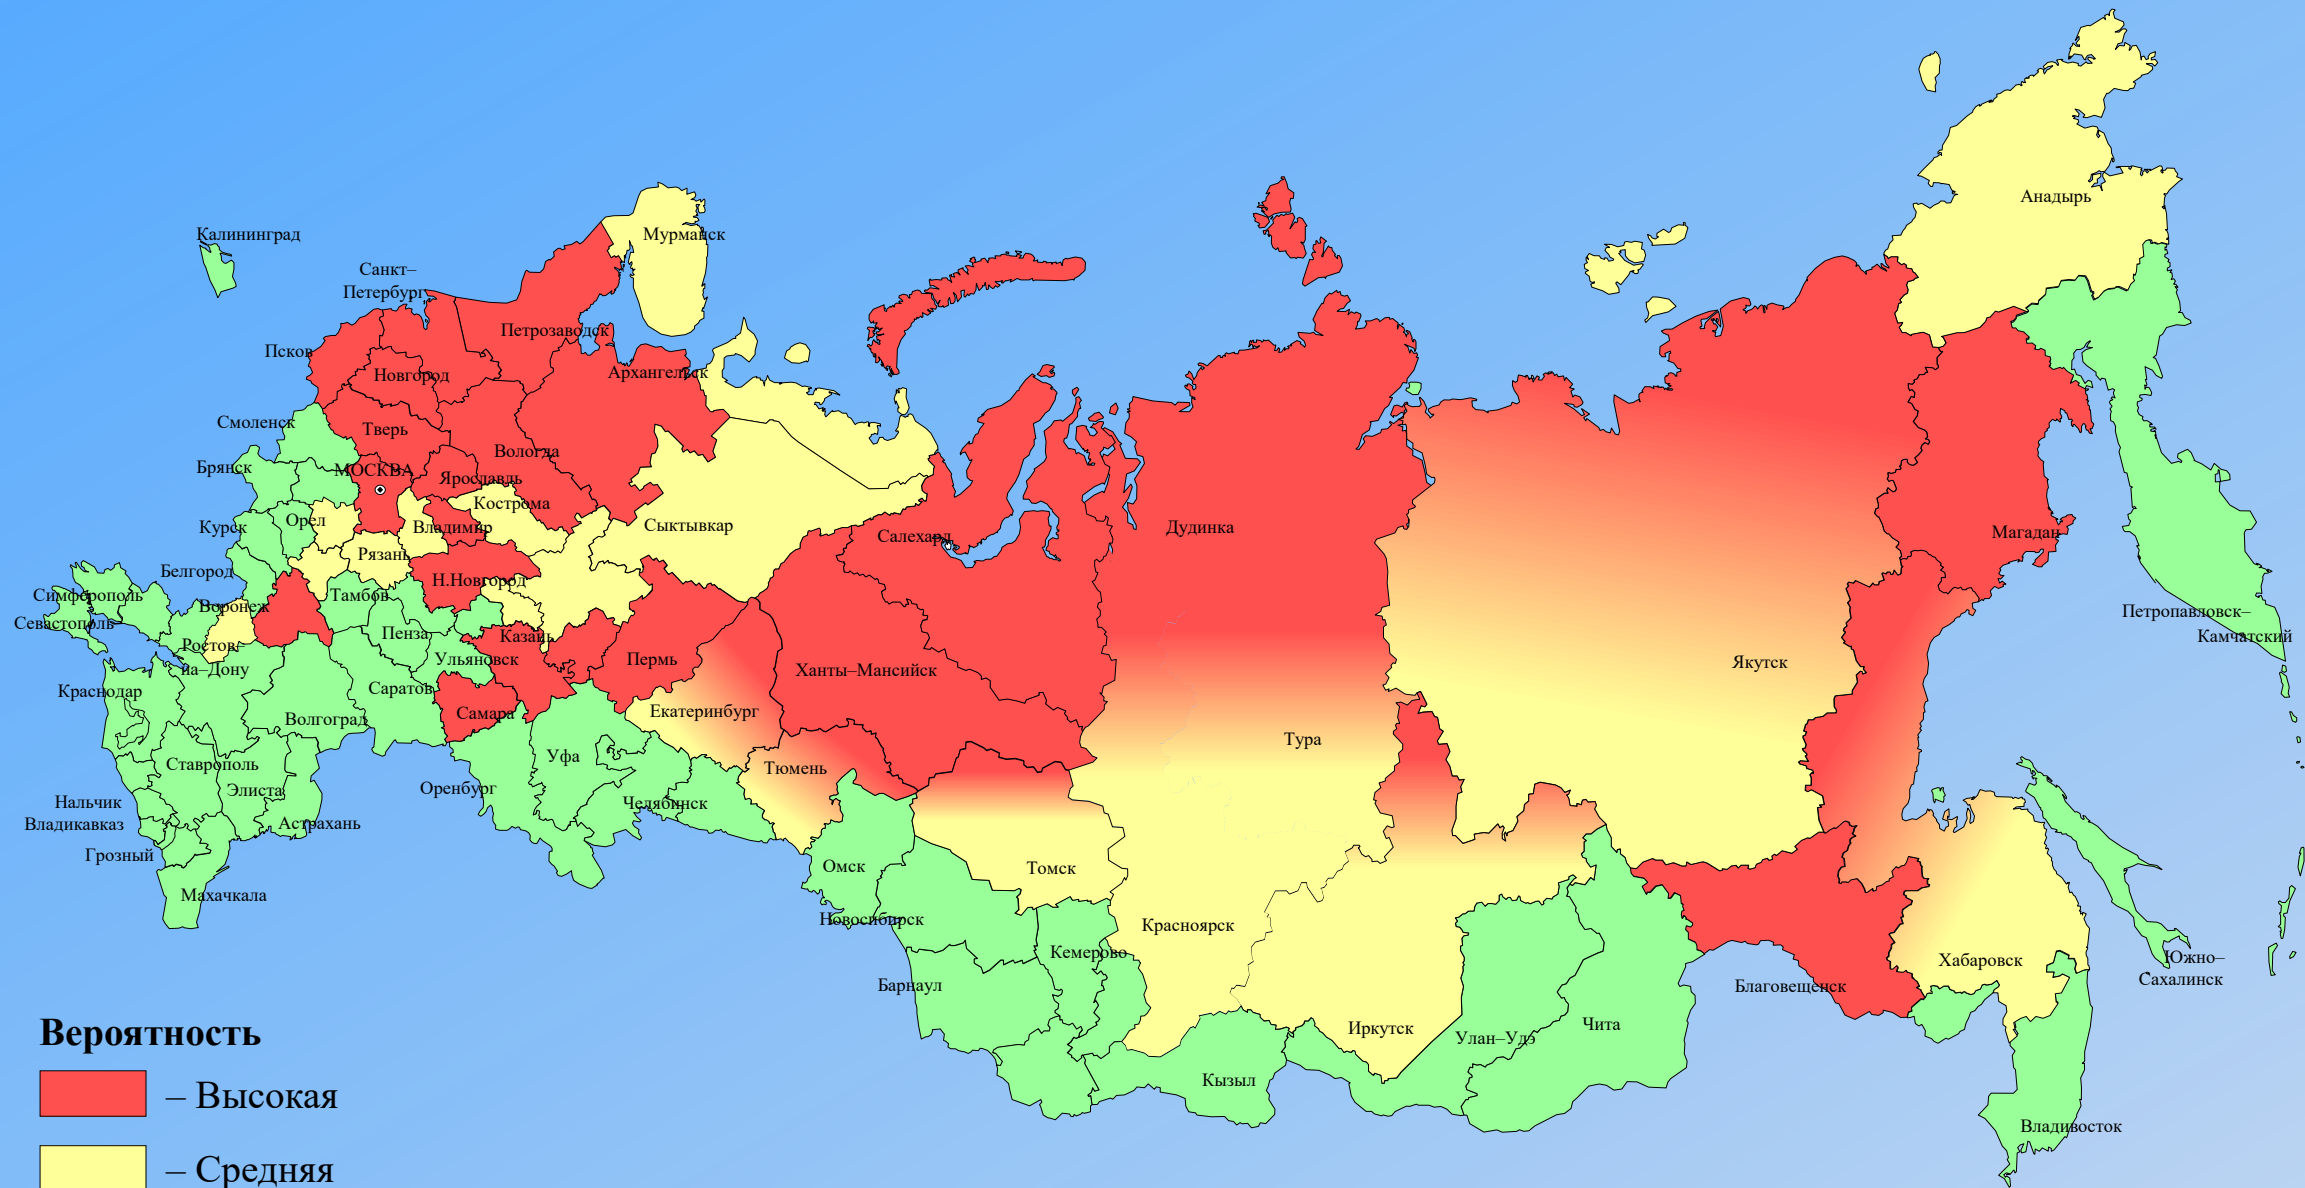 Анадырь
Калининград
Мурманск
Санкт–
Петербург
Петрозаводск
Псков
Архангельск
Новгород
Смоленск
Тверь
Вологда
Брянск
МОСКВА
Ярославль
Кострома
Курск
Орел
Владимир
Сыктывкар
Салехард
Дудинка
Магадан
Рязань
Белгород
Н.Новгород
Симферополь
Тамбов
Воронеж
Петропавловск–
Камчатский
Севастополь
Пенза
Казань
Ростов–
на–Дону
Ульяновск
Пермь
Ханты–Мансийск
Якутск
Краснодар
Саратов
Волгоград
Самара
Екатеринбург
Тура
Уфа
Ставрополь
Тюмень
Элиста
Оренбург
Нальчик
Челябинск
Владикавказ
Астрахань
Грозный
Омск
Томск
Махачкала
Новосибирск
Красноярск
Кемерово
Хабаровск
Южно–
Сахалинск
Барнаул
Благовещенск
Иркутск
Улан–Удэ
Чита
Кызыл
Владивосток
Вероятность
– Высокая
– Средняя